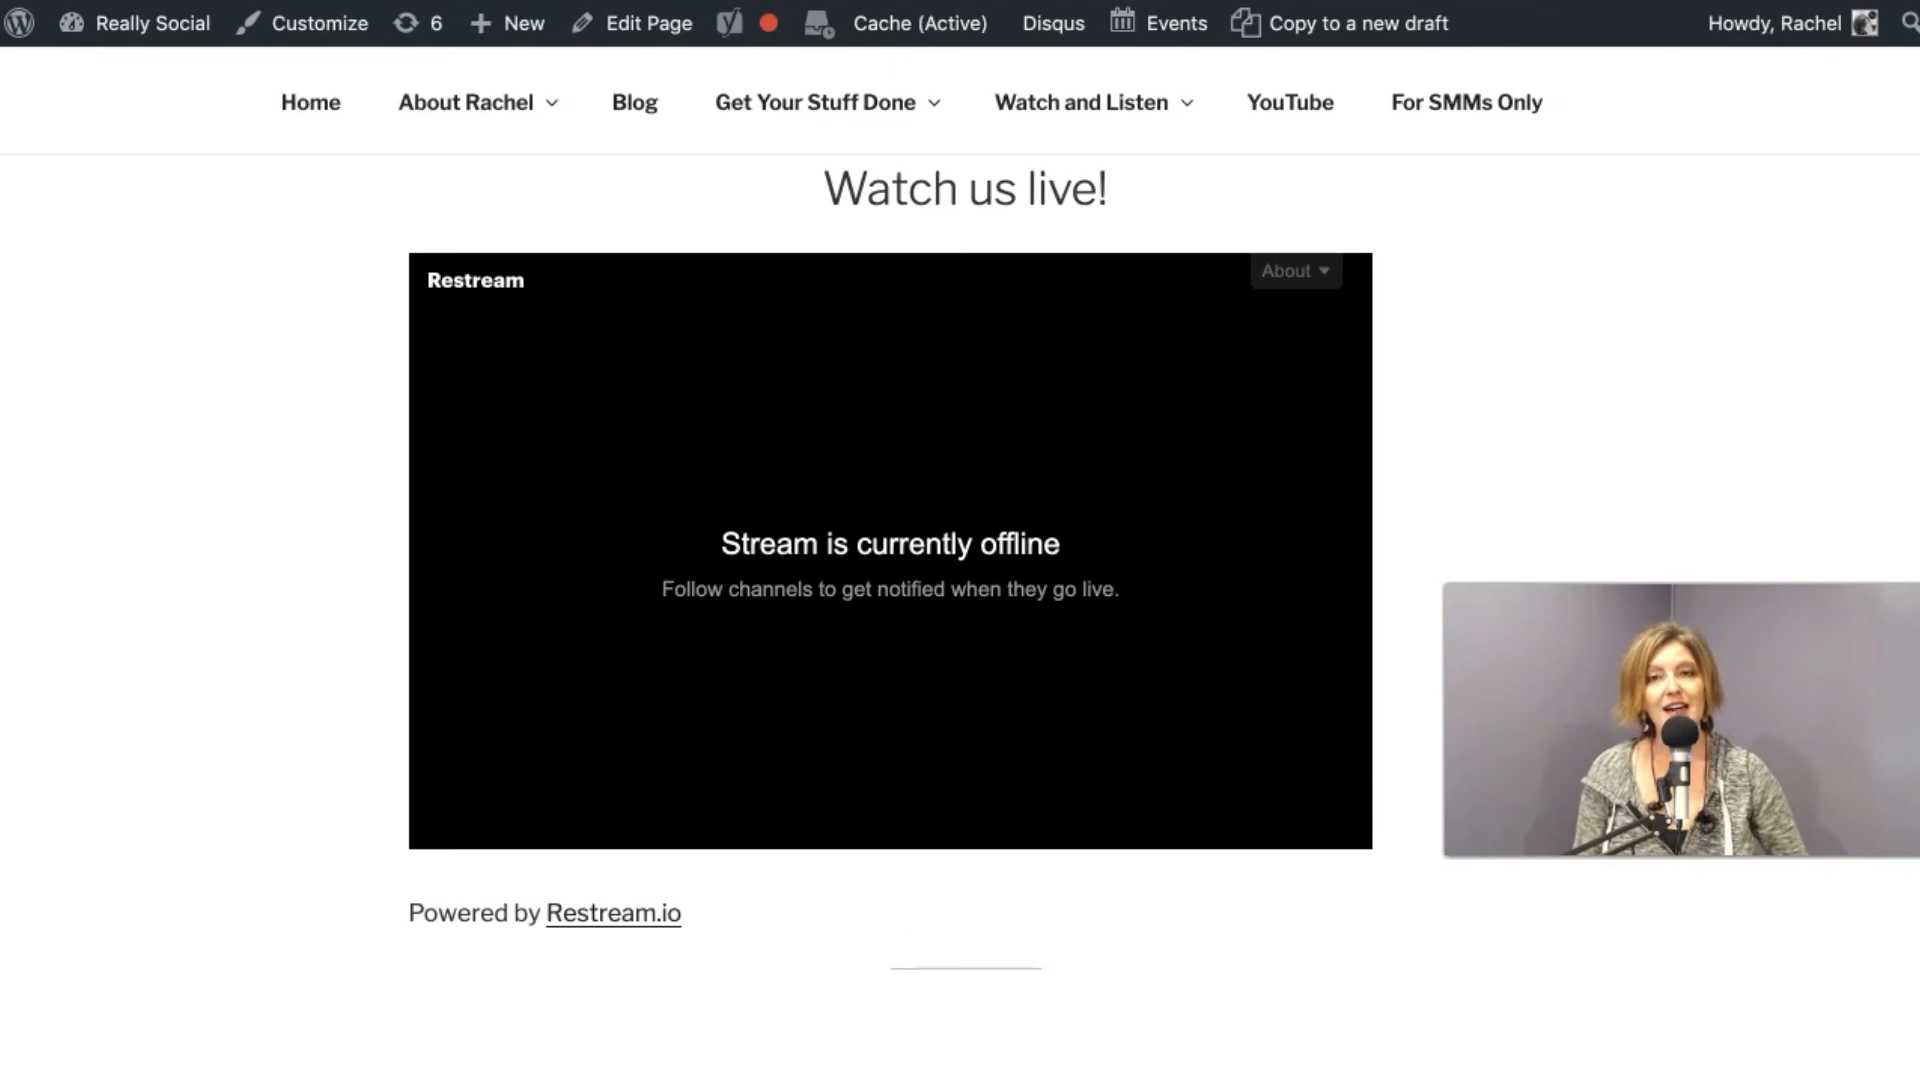 Really Social Customize 6 New Edit Page Cache (Active) Disqus Events Copy to a new draft Howdy, Rachel
Home About Rachel Blog Get Your Stuff Done Watch and Listen YouTube For SMMs Only
Watch us live!
Restream About
Stream is currently offline
Follow channels to get notified when they go live.
Powered by Restream.io